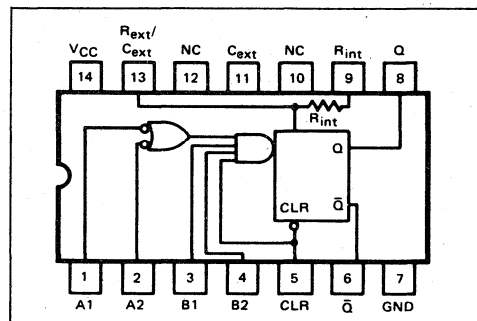 Rext/
VCC Cext NC Cext NC Rint Q
14 13 12 11 10 9 8
Rint
Q
CLR Q̄
1 2 3 4 5 6 7
A1 A2 B1 B2 CLR Q̄ GND